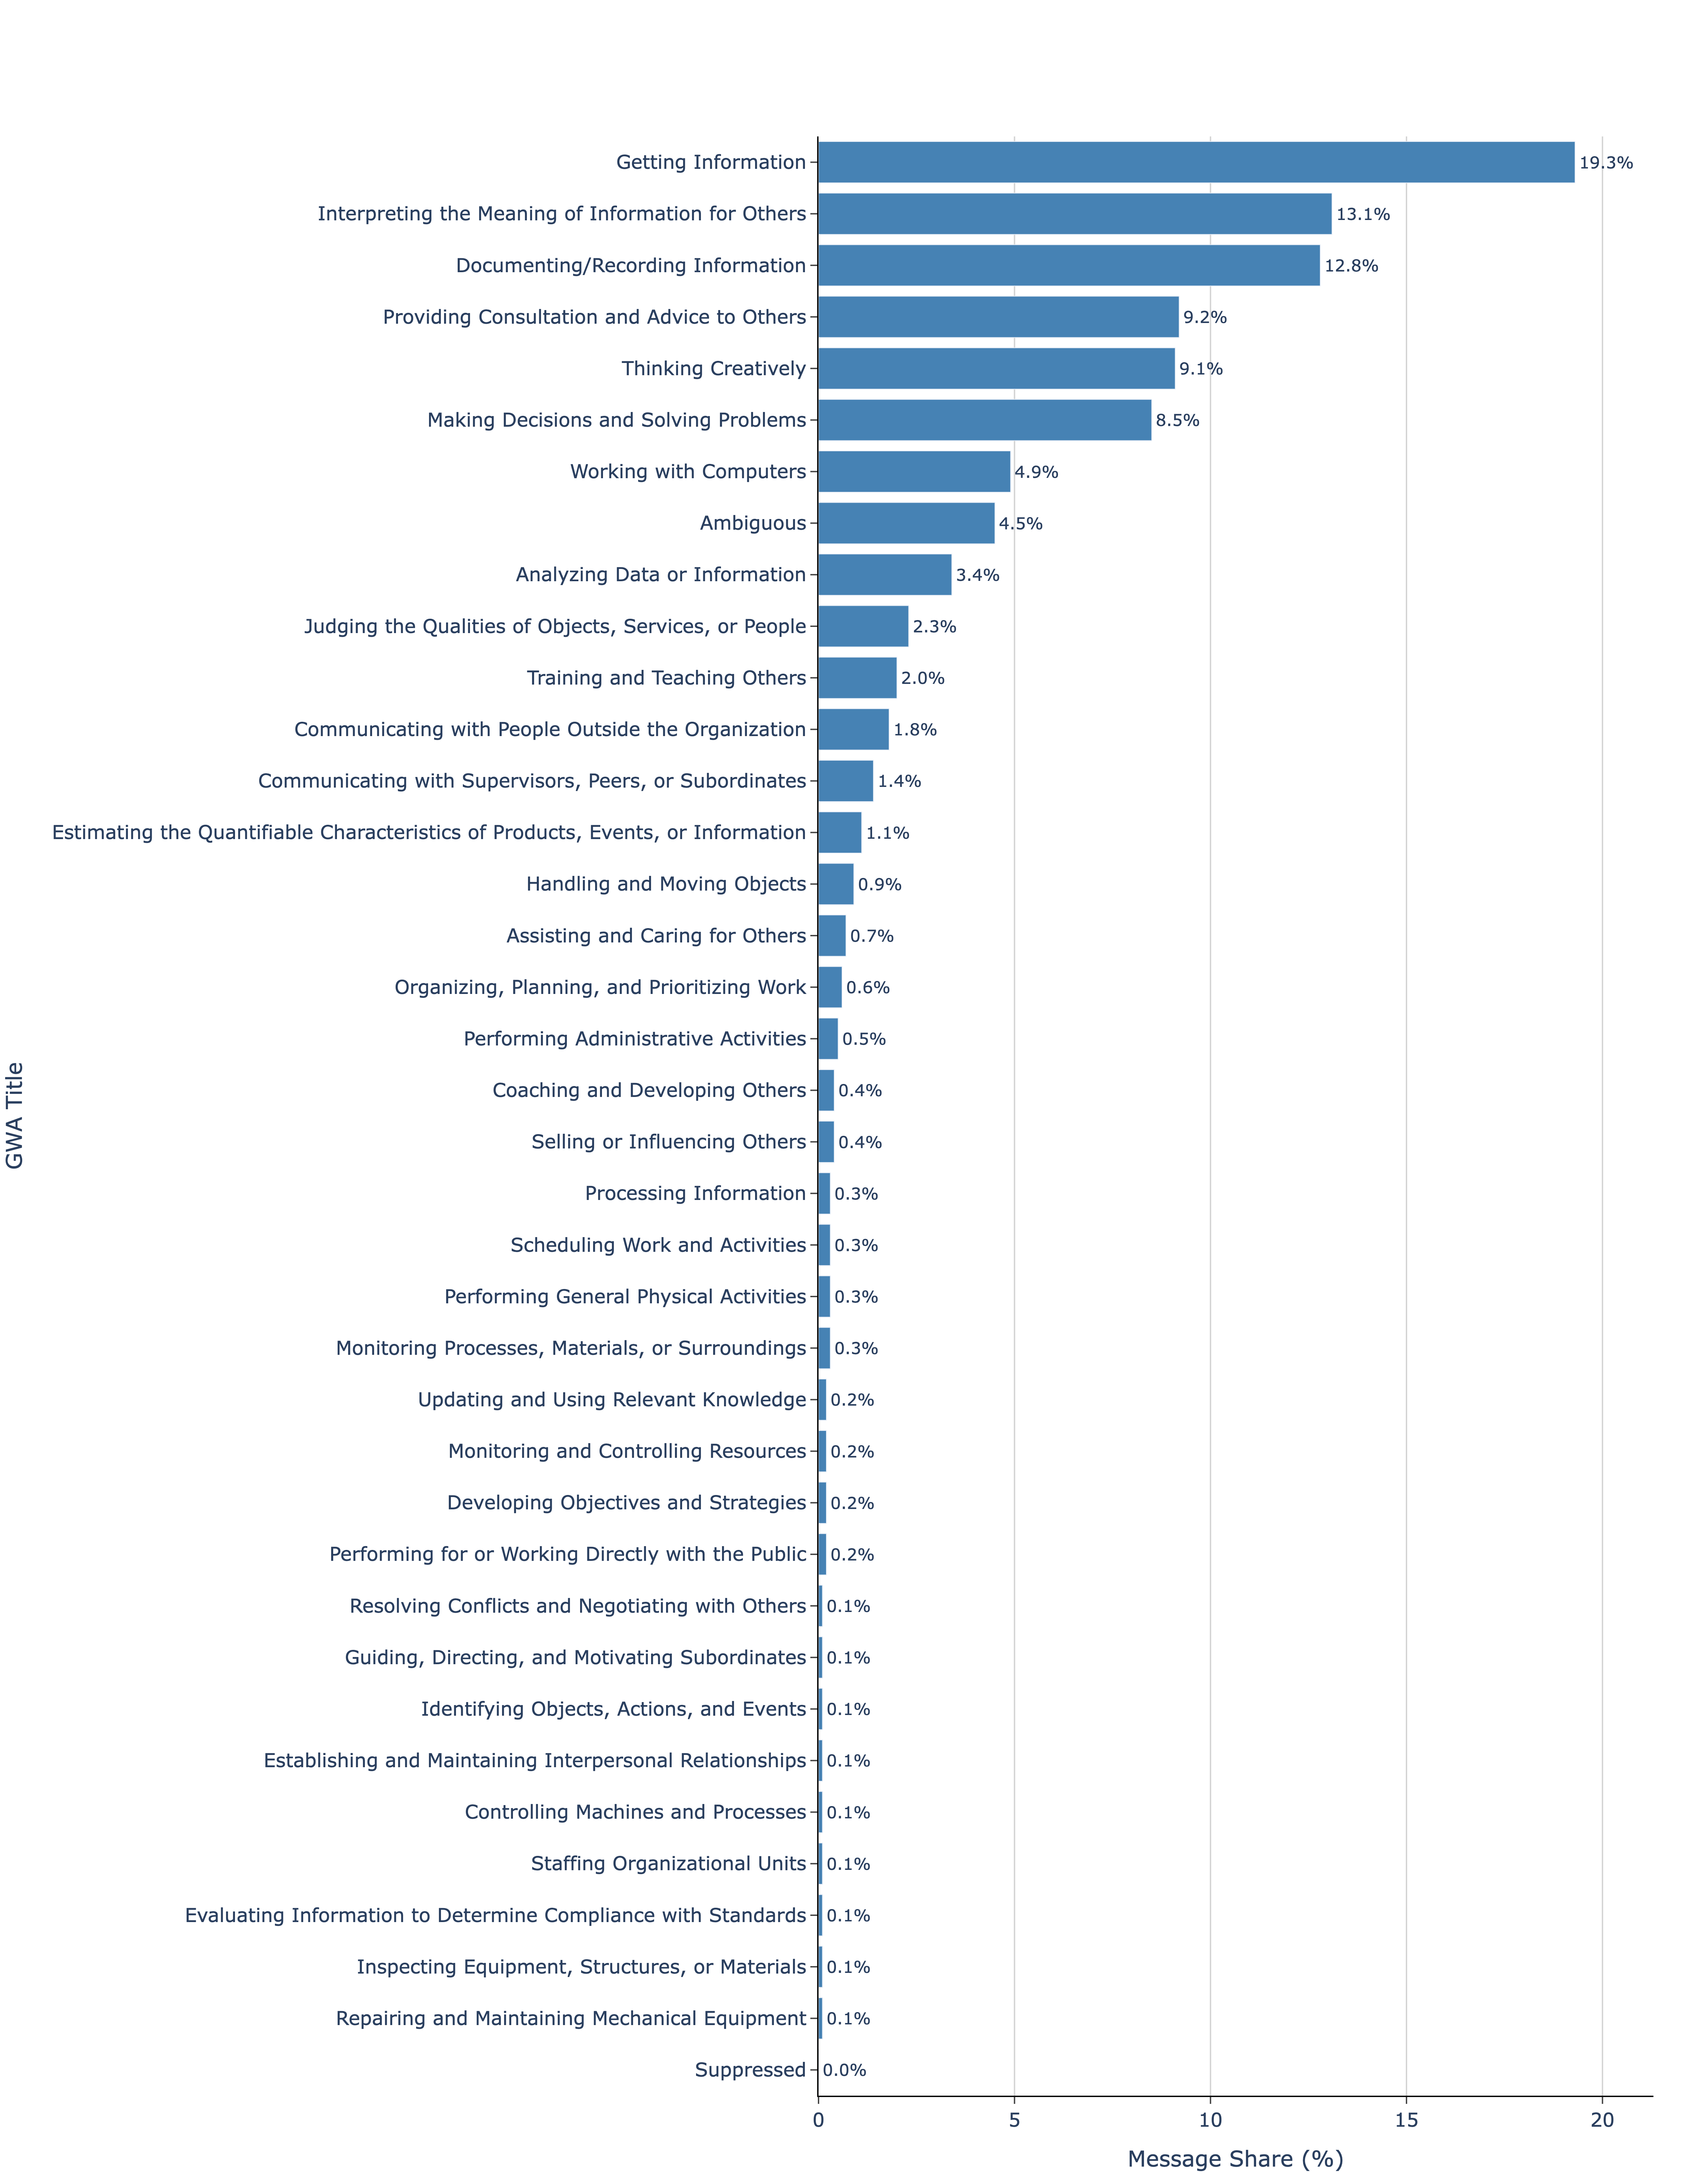 Getting Information 19.3%
Interpreting the Meaning of Information for Others 13.1%
Documenting/Recording Information 12.8%
Providing Consultation and Advice to Others 9.2%
Thinking Creatively 9.1%
Making Decisions and Solving Problems 8.5%
Working with Computers 4.9%
Ambiguous 4.5%
Analyzing Data or Information 3.4%
Judging the Qualities of Objects, Services, or People 2.3%
Training and Teaching Others 2.0%
Communicating with People Outside the Organization 1.8%
Communicating with Supervisors, Peers, or Subordinates 1.4%
Estimating the Quantifiable Characteristics of Products, Events, or Information 1.1%
Handling and Moving Objects 0.9%
Assisting and Caring for Others 0.7%
Organizing, Planning, and Prioritizing Work 0.6%
Performing Administrative Activities 0.5%
Coaching and Developing Others 0.4%
Selling or Influencing Others 0.4%
Processing Information 0.3%
Scheduling Work and Activities 0.3%
Performing General Physical Activities 0.3%
Monitoring Processes, Materials, or Surroundings 0.3%
Updating and Using Relevant Knowledge 0.2%
Monitoring and Controlling Resources 0.2%
Developing Objectives and Strategies 0.2%
Performing for or Working Directly with the Public 0.2%
Resolving Conflicts and Negotiating with Others 0.1%
Guiding, Directing, and Motivating Subordinates 0.1%
Identifying Objects, Actions, and Events 0.1%
Establishing and Maintaining Interpersonal Relationships 0.1%
Controlling Machines and Processes 0.1%
Staffing Organizational Units 0.1%
Evaluating Information to Determine Compliance with Standards 0.1%
Inspecting Equipment, Structures, or Materials 0.1%
Repairing and Maintaining Mechanical Equipment 0.1%
Suppressed 0.0%
GWA Title
0 5 10 15 20
Message Share (%)